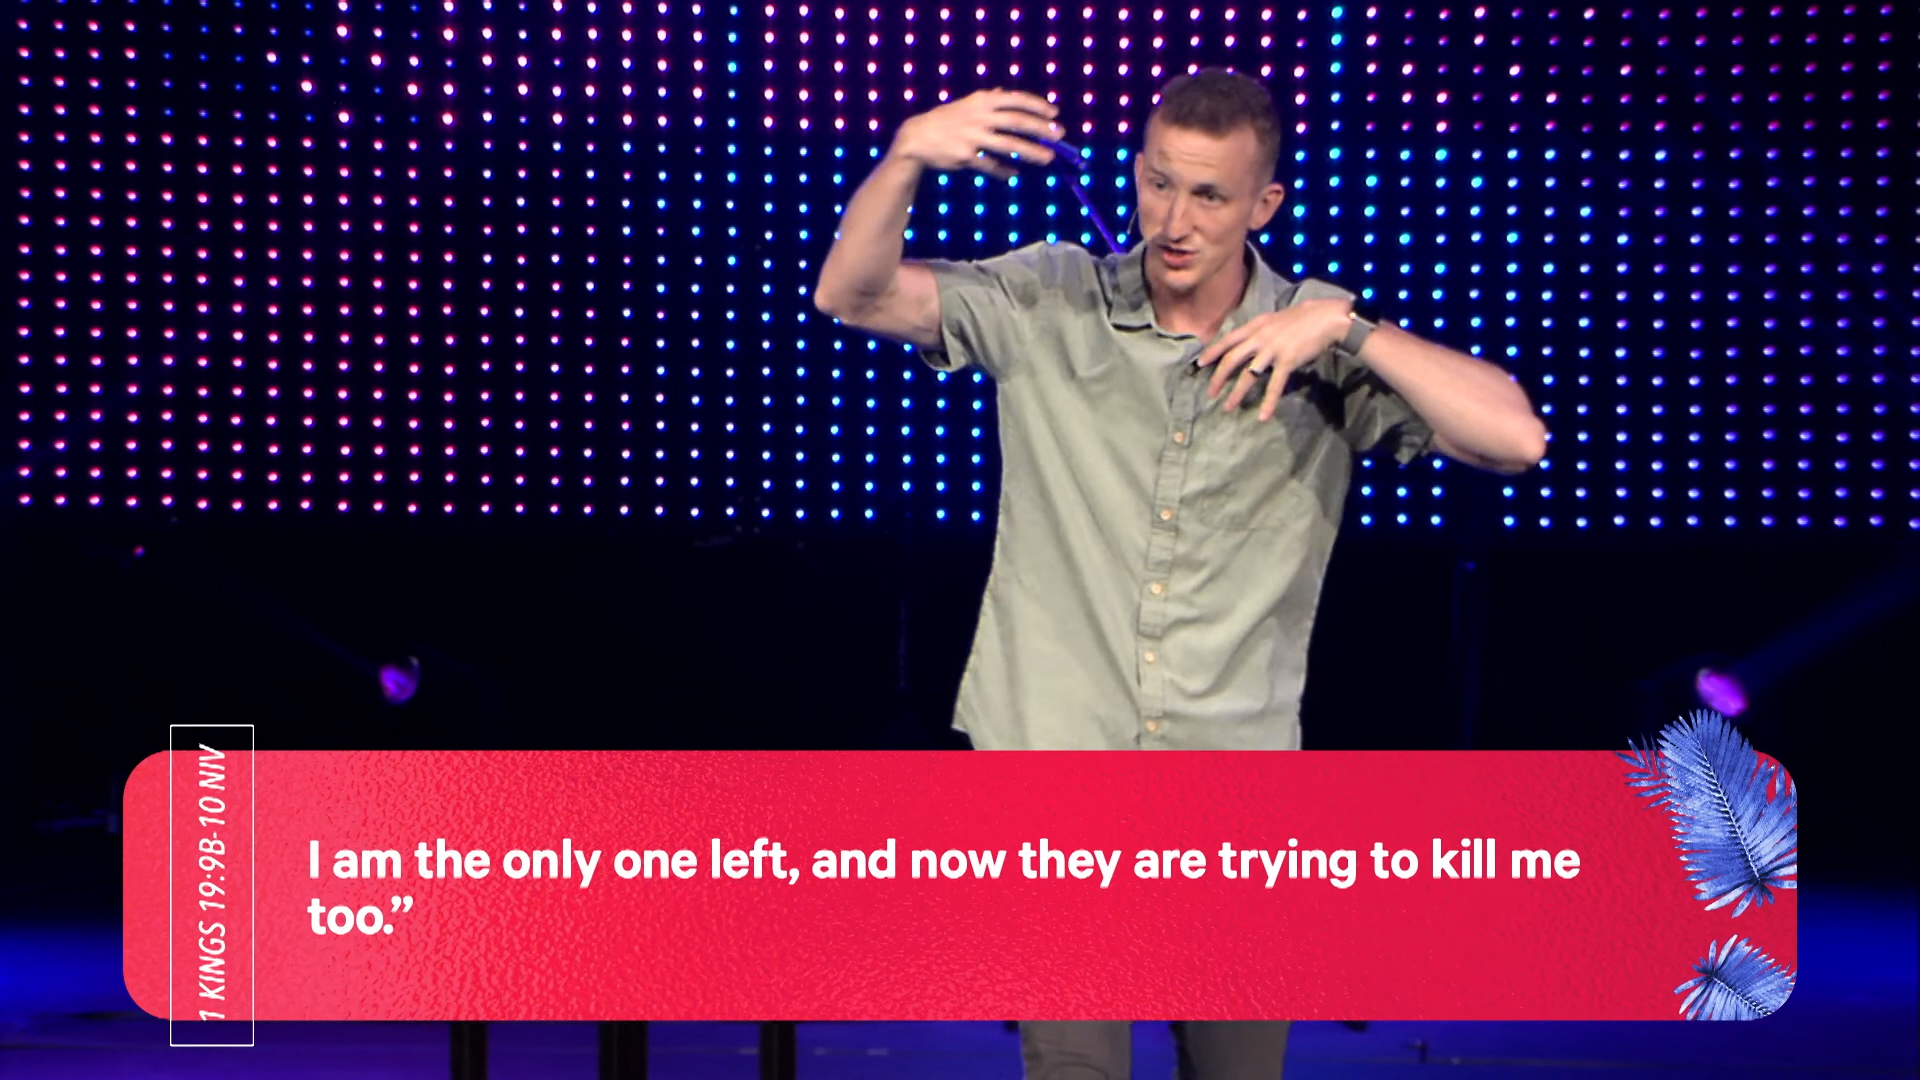 1 KINGS 19:9B-10 NIV
I am the only one left, and now they are trying to kill me
too.”